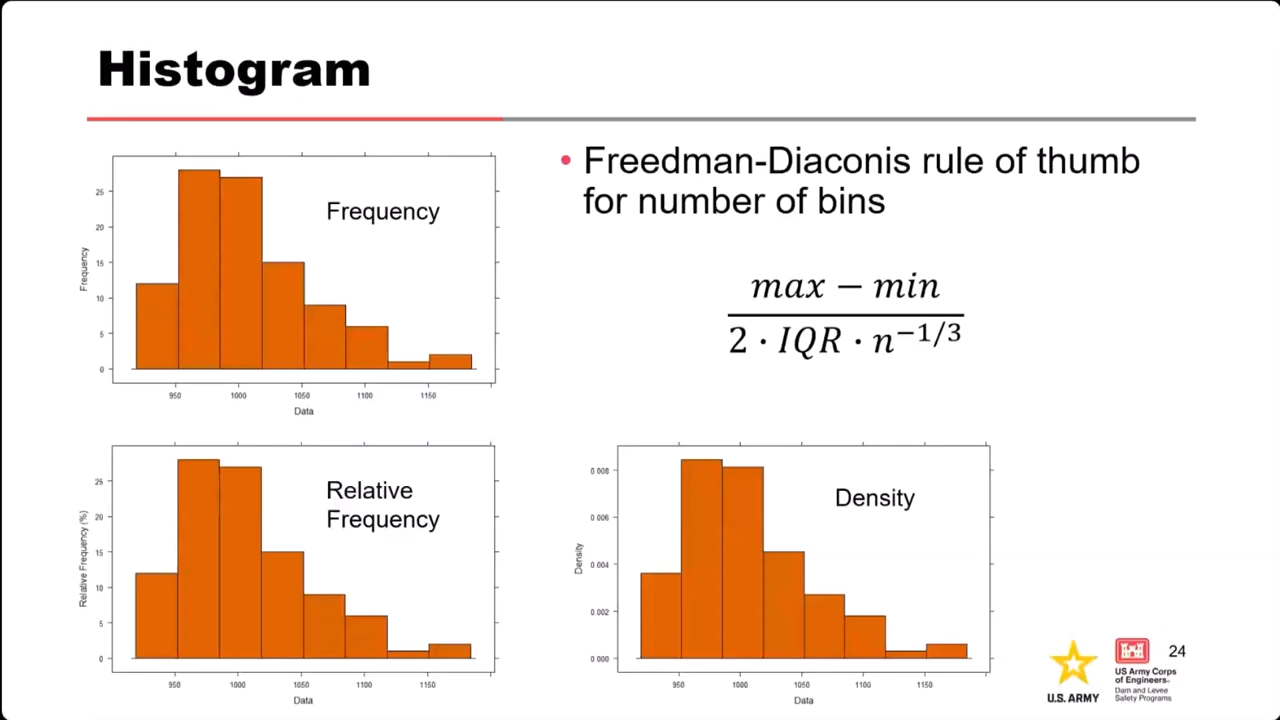 Histogram
Frequency
25
20
15
10
5
0
Frequency
950
1000
1050
1100
1150
Data
• Freedman-Diaconis rule of thumb
for number of bins
max − min
2 · IQR · n^−1/3
Relative
Frequency
25
20
15
10
5
0
Relative Frequency (%)
950
1000
1050
1100
1150
Data
Density
0.008
0.006
0.004
0.002
0.000
Density
950
1000
1050
1100
1150
Data
U.S. ARMY
US Army Corps
of Engineers®
Dam and Levee
Safety Programs
24